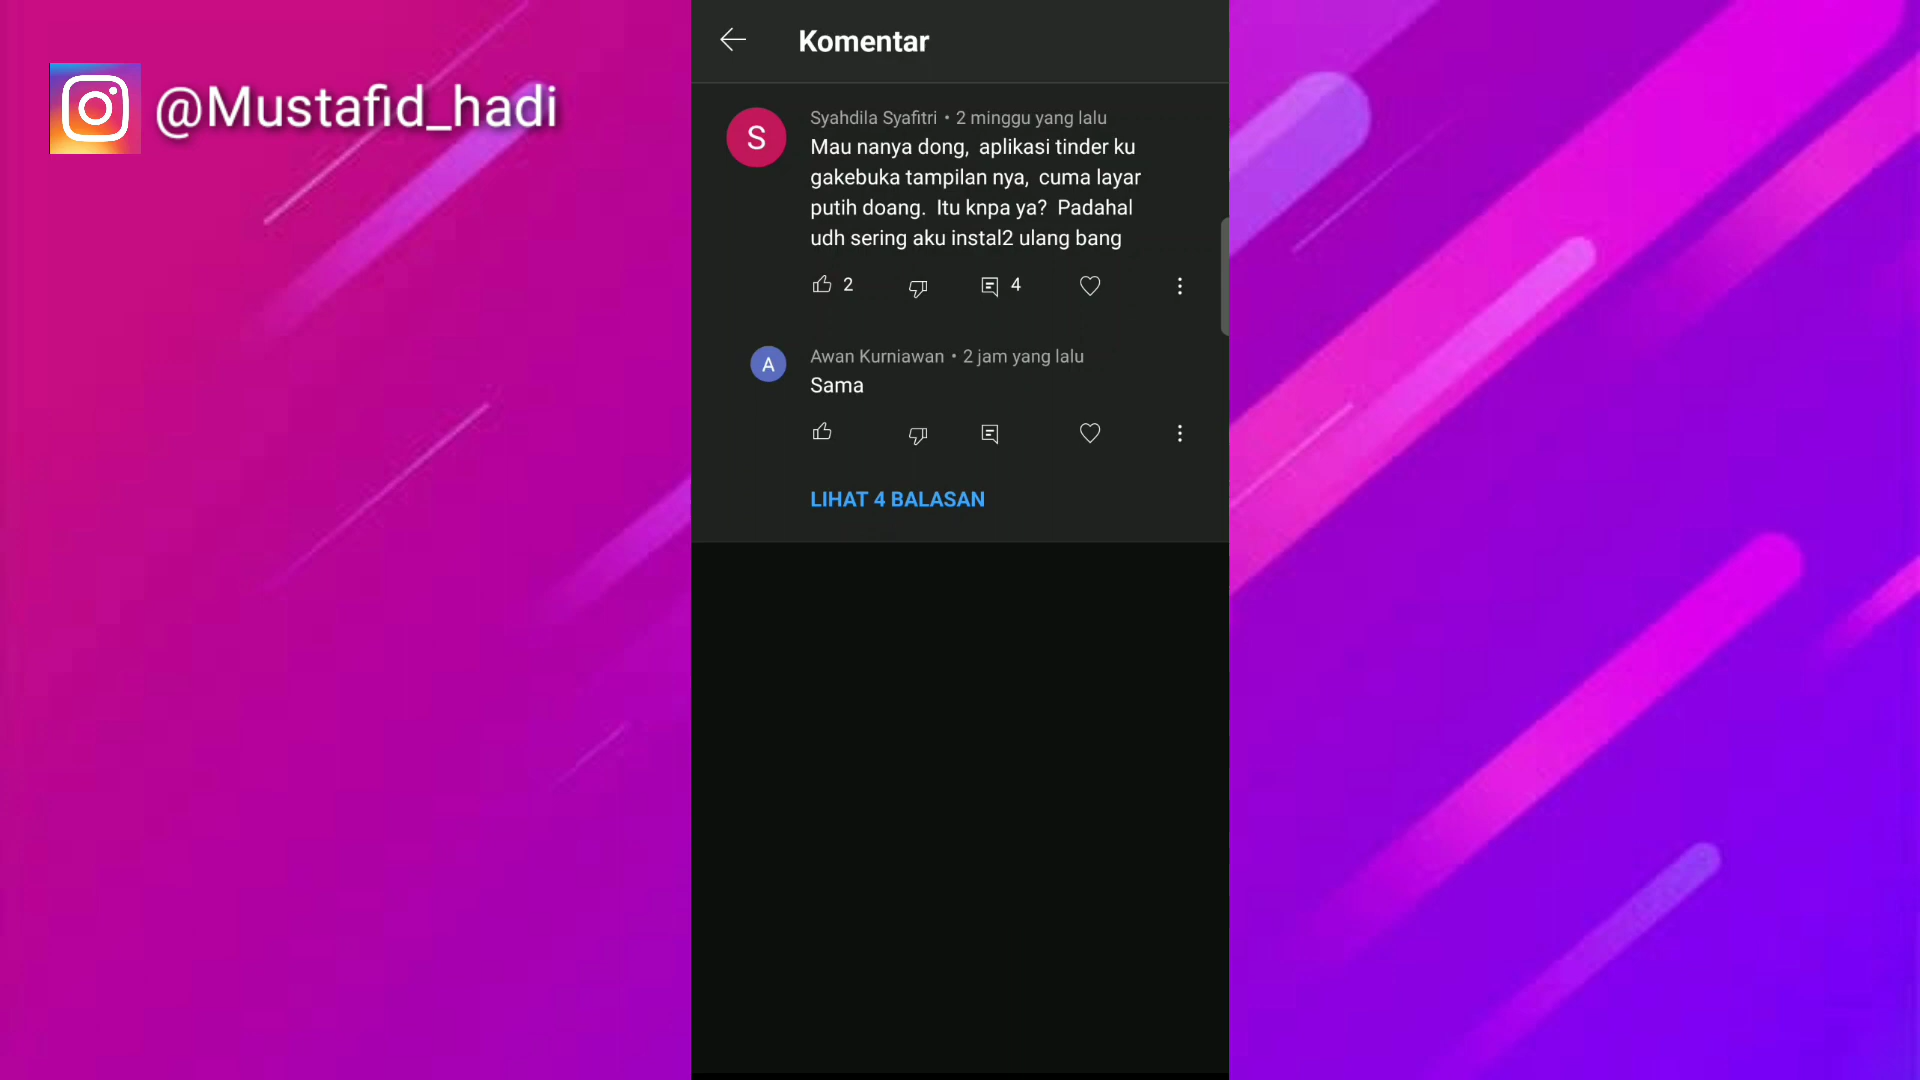 @Mustafid_hadi
Komentar
S
Syahdila Syafitri • 2 minggu yang lalu
Mau nanya dong, aplikasi tinder ku
gakebuka tampilan nya, cuma layar
putih doang. Itu knpa ya? Padahal
udh sering aku instal2 ulang bang
2
4
A
Awan Kurniawan • 2 jam yang lalu
Sama
LIHAT 4 BALASAN